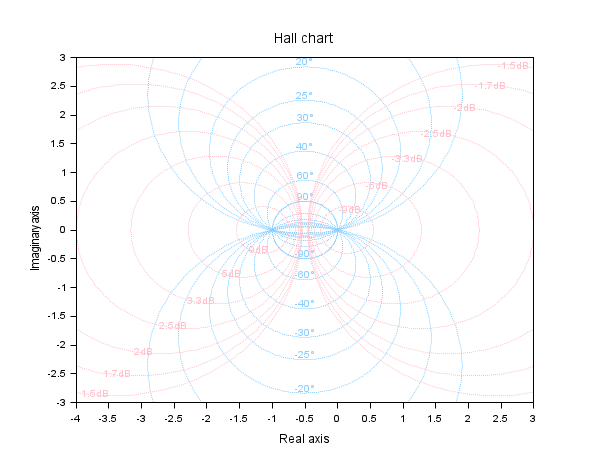 Hall chart
3
20°
-1.5dB
2.5
25°
-1.7dB
2
30°
-2dB
1.5
40°
-2.5dB
1
60°
-3.3dB
-5dB
0.5
90°
-9dB
0
Imaginary axis
-0.5
9dB
-90°
-1
5dB
-60°
-1.5
3.3dB
-40°
2.5dB
-30°
-2
2dB
-25°
-2.5
1.7dB
-20°
1.5dB
-3
-4 -3.5 -3 -2.5 -2 -1.5 -1 -0.5 0 0.5 1 1.5 2 2.5 3
Real axis